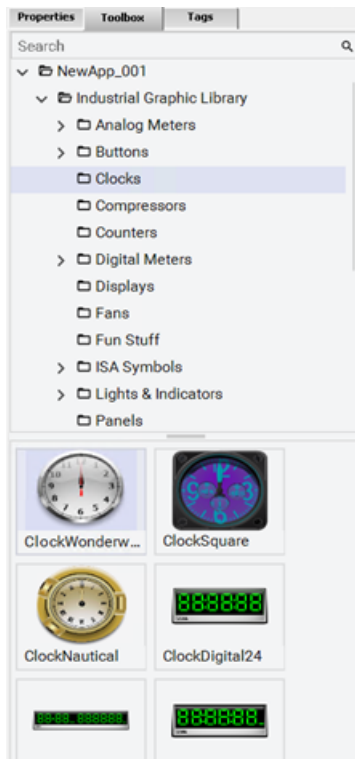 Properties Toolbox Tags
Search
NewApp_001
Industrial Graphic Library
Analog Meters
Buttons
Clocks
Compressors
Counters
Digital Meters
Displays
Fans
Fun Stuff
ISA Symbols
Lights & Indicators
Panels
ClockWonderw... ClockSquare
ClockNautical ClockDigital24